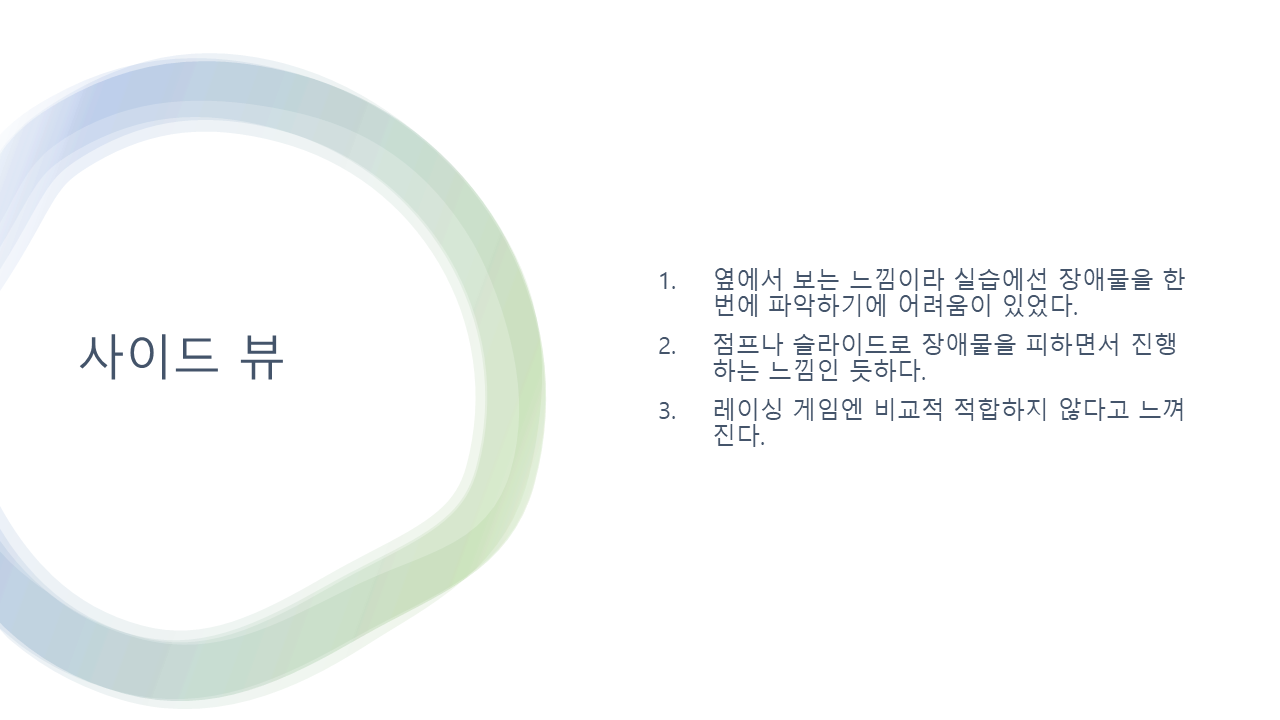 사이드 뷰
1. 옆에서 보는 느낌이라 실습에선 장애물을 한
번에 파악하기에 어려움이 있었다.
2. 점프나 슬라이드로 장애물을 피하면서 진행
하는 느낌인 듯하다.
3. 레이싱 게임엔 비교적 적합하지 않다고 느껴
진다.